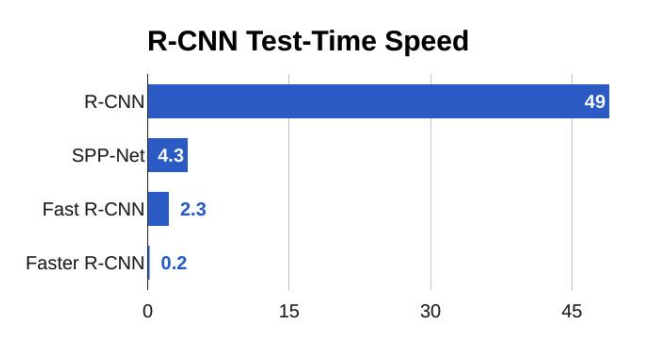 R-CNN Test-Time Speed
R-CNN 49
SPP-Net 4.3
Fast R-CNN 2.3
Faster R-CNN 0.2
0 15 30 45